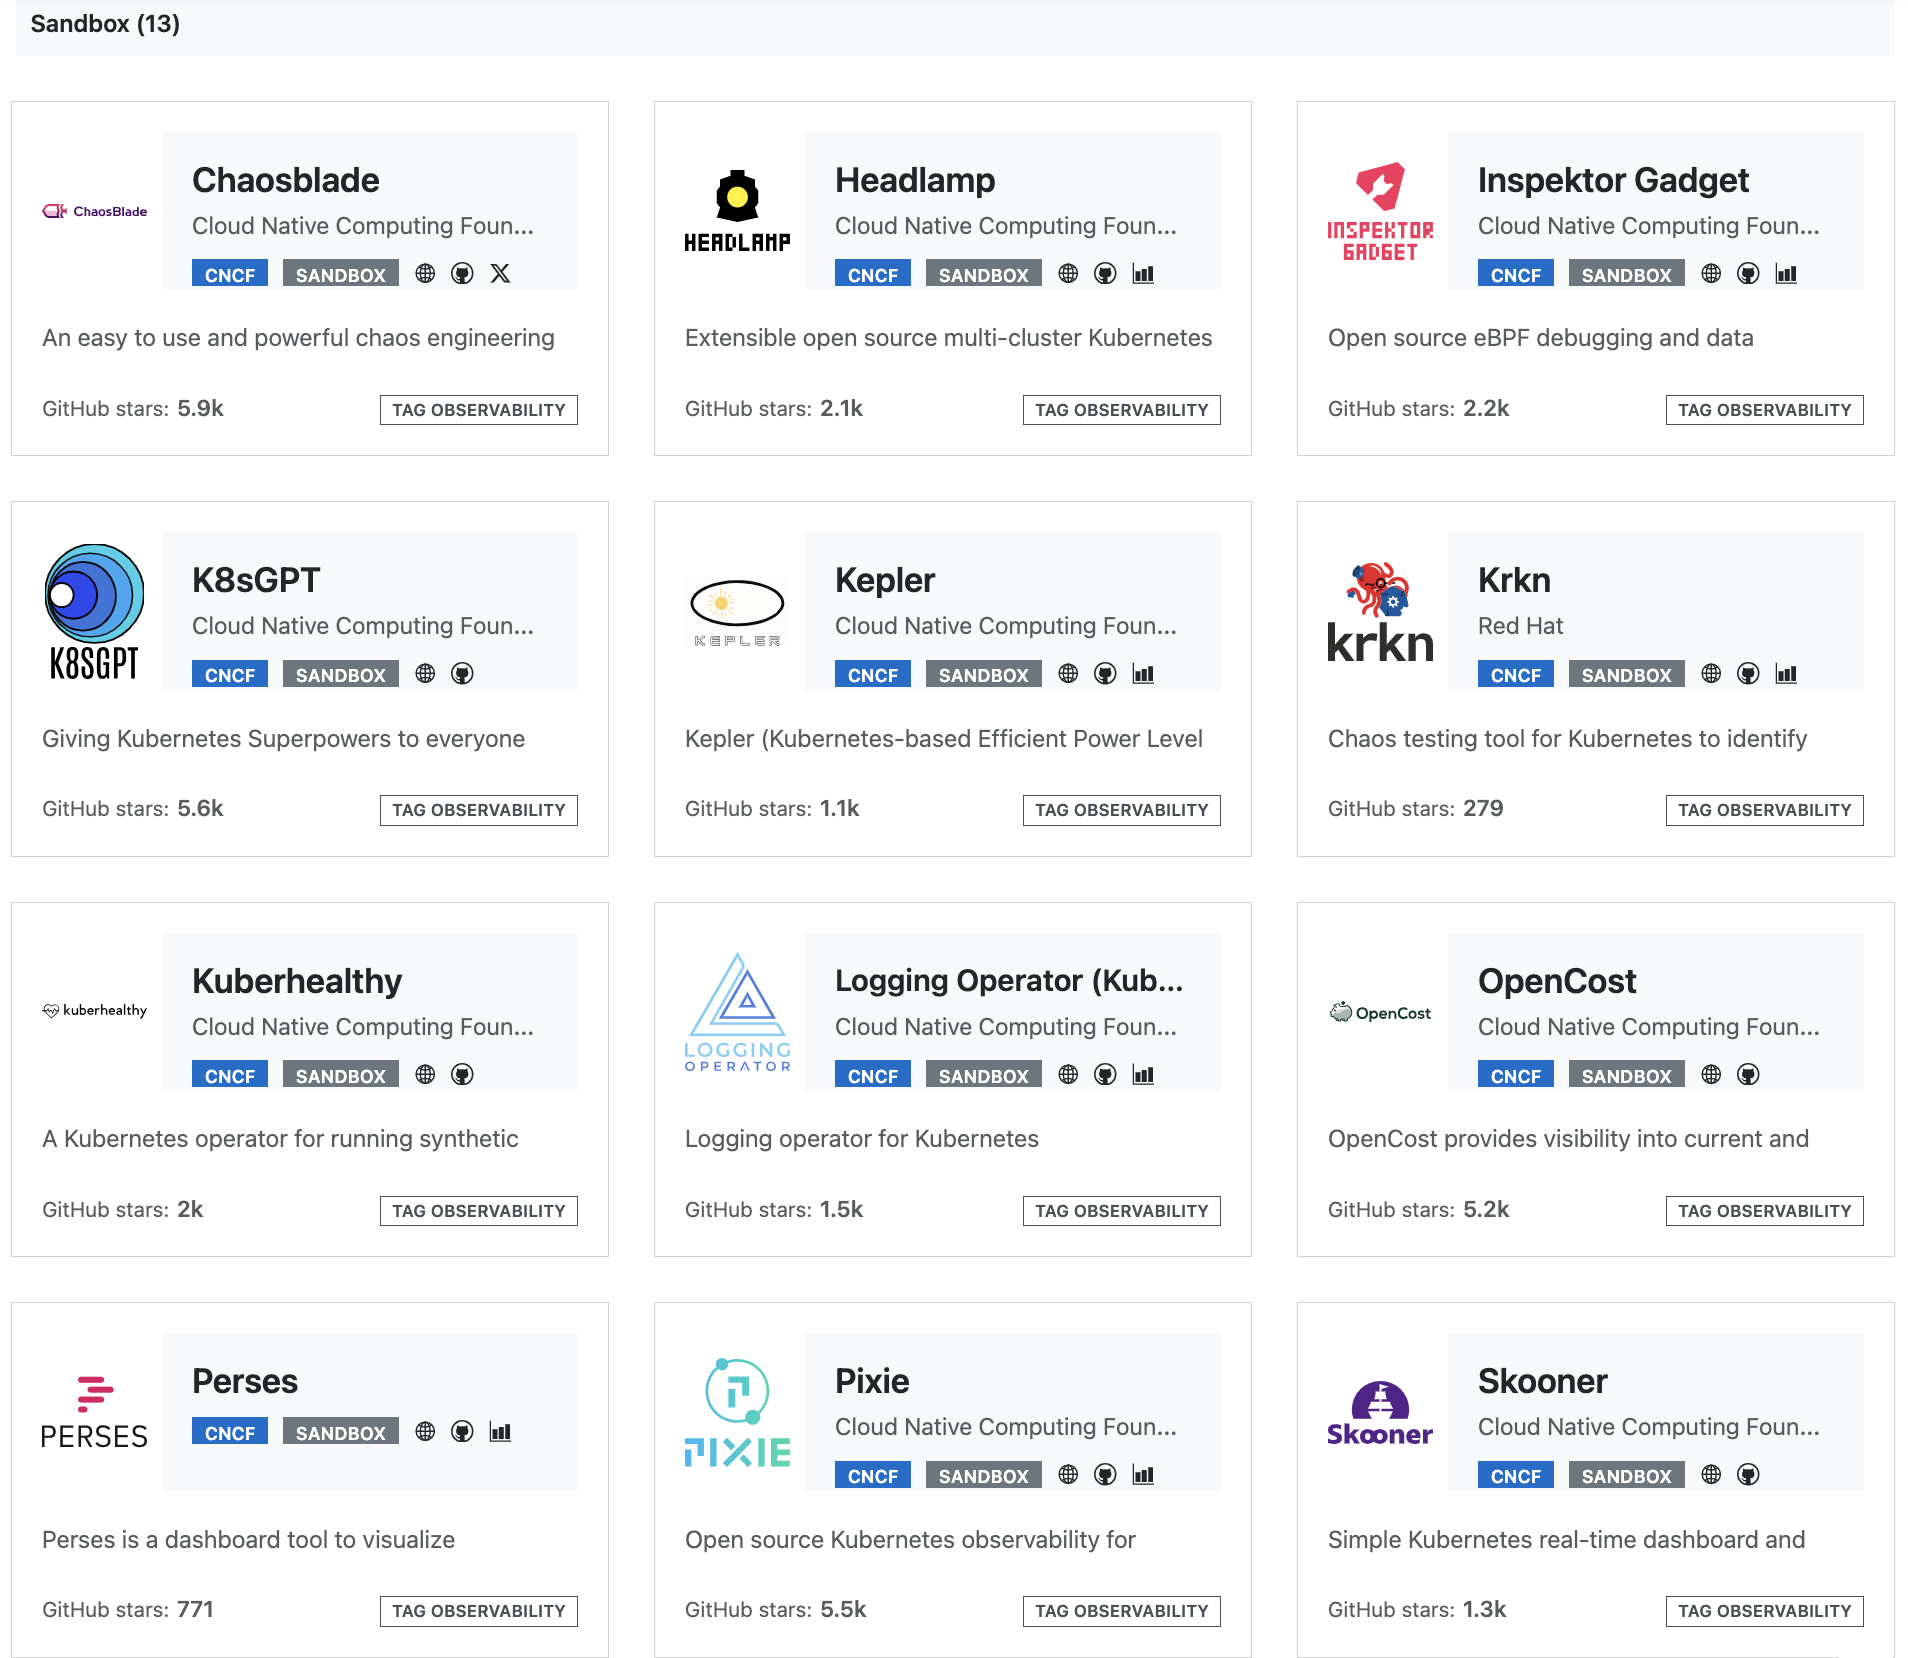 Sandbox (13)
ChaosBlade
Chaosblade
Cloud Native Computing Foun...
CNCF SANDBOX
An easy to use and powerful chaos engineering
GitHub stars: 5.9k
TAG OBSERVABILITY
HEADLAMP
Headlamp
Cloud Native Computing Foun...
CNCF SANDBOX
Extensible open source multi-cluster Kubernetes
GitHub stars: 2.1k
TAG OBSERVABILITY
INSPEKTOR
GADGET
Inspektor Gadget
Cloud Native Computing Foun...
CNCF SANDBOX
Open source eBPF debugging and data
GitHub stars: 2.2k
TAG OBSERVABILITY
K8SGPT
K8sGPT
Cloud Native Computing Foun...
CNCF SANDBOX
Giving Kubernetes Superpowers to everyone
GitHub stars: 5.6k
TAG OBSERVABILITY
KEPLER
Kepler
Cloud Native Computing Foun...
CNCF SANDBOX
Kepler (Kubernetes-based Efficient Power Level
GitHub stars: 1.1k
TAG OBSERVABILITY
krkn
Krkn
Red Hat
CNCF SANDBOX
Chaos testing tool for Kubernetes to identify
GitHub stars: 279
TAG OBSERVABILITY
kuberhealthy
Kuberhealthy
Cloud Native Computing Foun...
CNCF SANDBOX
A Kubernetes operator for running synthetic
GitHub stars: 2k
TAG OBSERVABILITY
LOGGING
OPERATOR
Logging Operator (Kub...
Cloud Native Computing Foun...
CNCF SANDBOX
Logging operator for Kubernetes
GitHub stars: 1.5k
TAG OBSERVABILITY
OpenCost
OpenCost
Cloud Native Computing Foun...
CNCF SANDBOX
OpenCost provides visibility into current and
GitHub stars: 5.2k
TAG OBSERVABILITY
PERSES
Perses
CNCF SANDBOX
Perses is a dashboard tool to visualize
GitHub stars: 771
TAG OBSERVABILITY
PIXIE
Pixie
Cloud Native Computing Foun...
CNCF SANDBOX
Open source Kubernetes observability for
GitHub stars: 5.5k
TAG OBSERVABILITY
Skooner
Skooner
Cloud Native Computing Foun...
CNCF SANDBOX
Simple Kubernetes real-time dashboard and
GitHub stars: 1.3k
TAG OBSERVABILITY